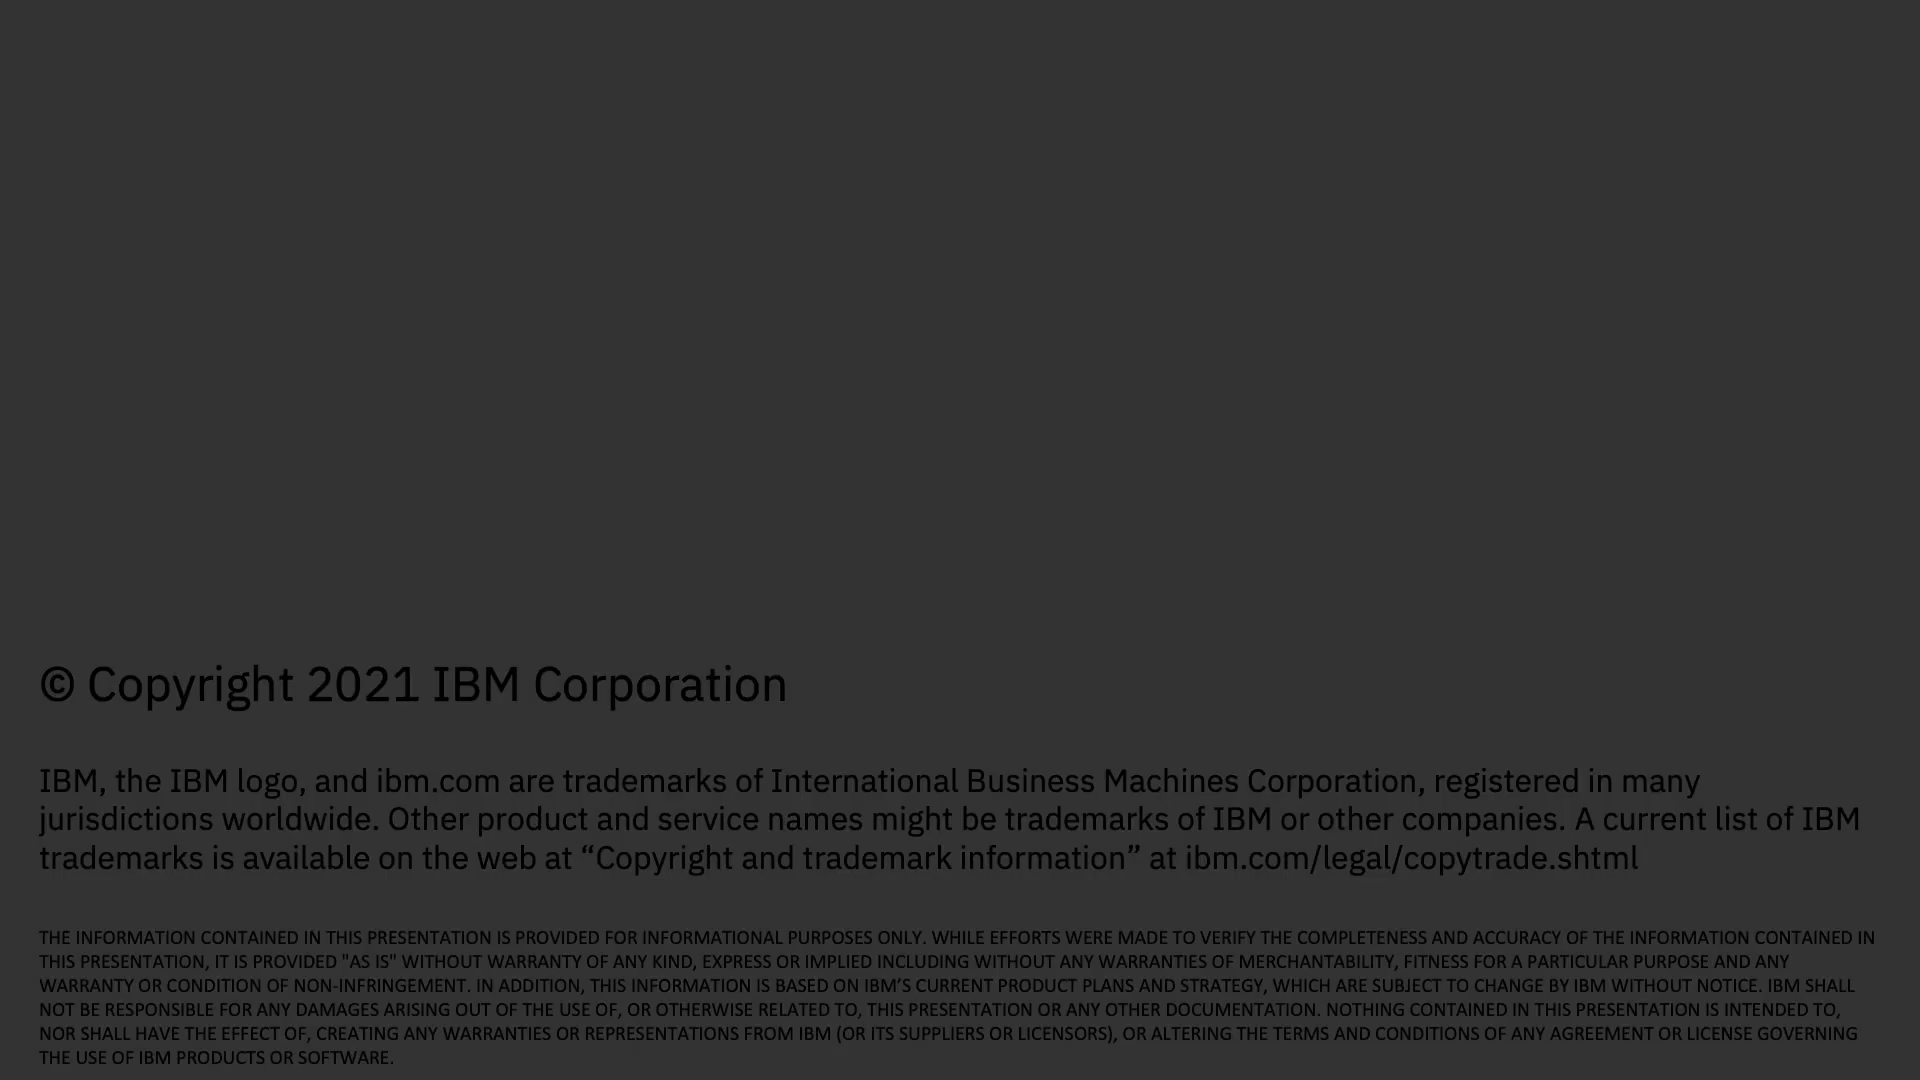 © Copyright 2021 IBM Corporation
IBM, the IBM logo, and ibm.com are trademarks of International Business Machines Corporation, registered in many
jurisdictions worldwide. Other product and service names might be trademarks of IBM or other companies. A current list of IBM
trademarks is available on the web at “Copyright and trademark information” at ibm.com/legal/copytrade.shtml
THE INFORMATION CONTAINED IN THIS PRESENTATION IS PROVIDED FOR INFORMATIONAL PURPOSES ONLY. WHILE EFFORTS WERE MADE TO VERIFY THE COMPLETENESS AND ACCURACY OF THE INFORMATION CONTAINED IN
THIS PRESENTATION, IT IS PROVIDED "AS IS" WITHOUT WARRANTY OF ANY KIND, EXPRESS OR IMPLIED INCLUDING WITHOUT ANY WARRANTIES OF MERCHANTABILITY, FITNESS FOR A PARTICULAR PURPOSE AND ANY
WARRANTY OR CONDITION OF NON-INFRINGEMENT. IN ADDITION, THIS INFORMATION IS BASED ON IBM’S CURRENT PRODUCT PLANS AND STRATEGY, WHICH ARE SUBJECT TO CHANGE BY IBM WITHOUT NOTICE. IBM SHALL
NOT BE RESPONSIBLE FOR ANY DAMAGES ARISING OUT OF THE USE OF, OR OTHERWISE RELATED TO, THIS PRESENTATION OR ANY OTHER DOCUMENTATION. NOTHING CONTAINED IN THIS PRESENTATION IS INTENDED TO,
NOR SHALL HAVE THE EFFECT OF, CREATING ANY WARRANTIES OR REPRESENTATIONS FROM IBM (OR ITS SUPPLIERS OR LICENSORS), OR ALTERING THE TERMS AND CONDITIONS OF ANY AGREEMENT OR LICENSE GOVERNING
THE USE OF IBM PRODUCTS OR SOFTWARE.